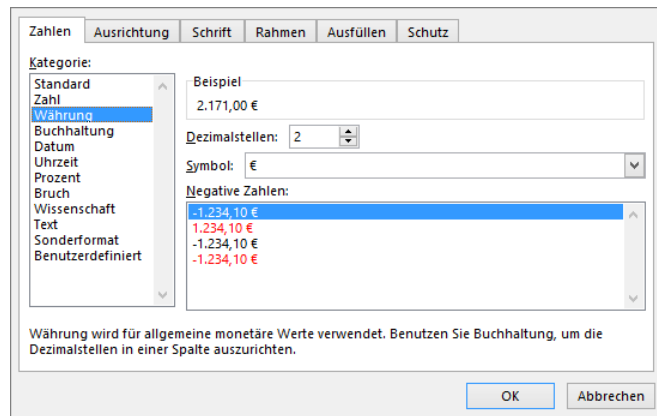 Zahlen Ausrichtung Schrift Rahmen Ausfüllen Schutz
Kategorie:
Standard
Zahl
Währung
Buchhaltung
Datum
Uhrzeit
Prozent
Bruch
Wissenschaft
Text
Sonderformat
Benutzerdefiniert
Beispiel
2.171,00 €
Dezimalstellen: 2
Symbol: €
Negative Zahlen:
-1.234,10 €
1.234,10 €
-1.234,10 €
-1.234,10 €
Währung wird für allgemeine monetäre Werte verwendet. Benutzen Sie Buchhaltung, um die
Dezimalstellen in einer Spalte auszurichten.
OK Abbrechen